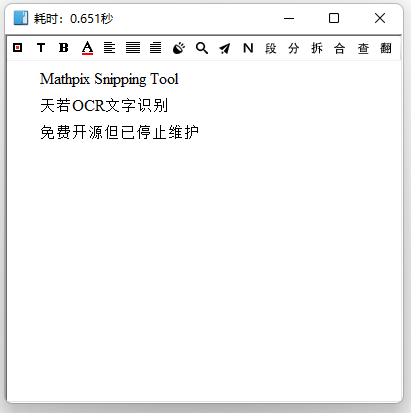 耗时：0.651秒
T B A N 段 分 拆 合 查 翻
Mathpix Snipping Tool
天若OCR文字识别
免费开源但已停止维护